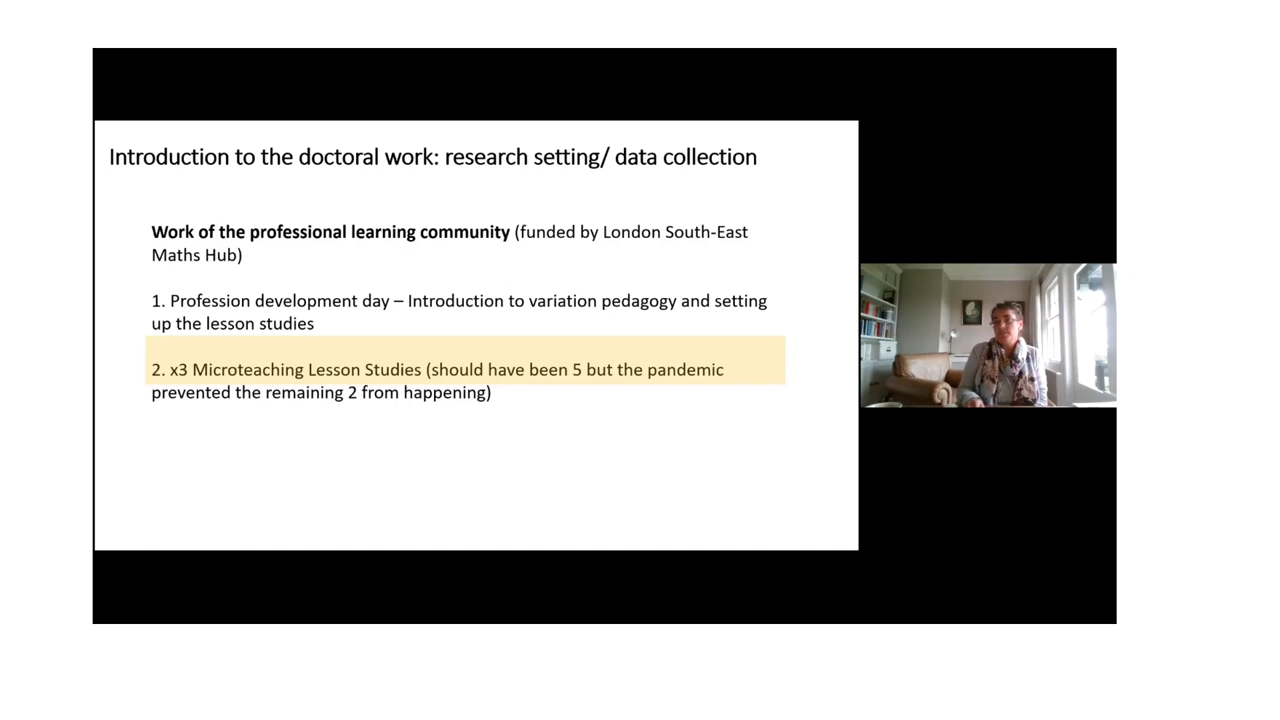 Introduction to the doctoral work: research setting/ data collection
Work of the professional learning community (funded by London South-East
Maths Hub)
1. Profession development day – Introduction to variation pedagogy and setting
up the lesson studies
2. x3 Microteaching Lesson Studies (should have been 5 but the pandemic
prevented the remaining 2 from happening)